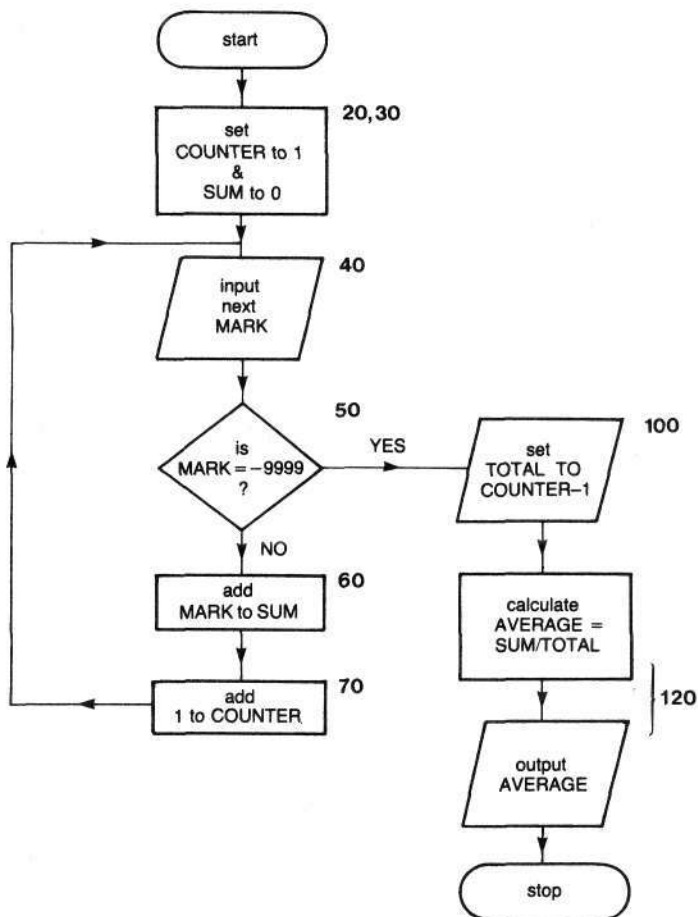 start
20,30
set
COUNTER to 1
&
SUM to 0
40
input
next
MARK
50
is
MARK = -9999
?
YES
NO
60
add
MARK to SUM
70
add
1 to COUNTER
100
set
TOTAL TO
COUNTER-1
calculate
AVERAGE =
SUM/TOTAL
120
output
AVERAGE
stop